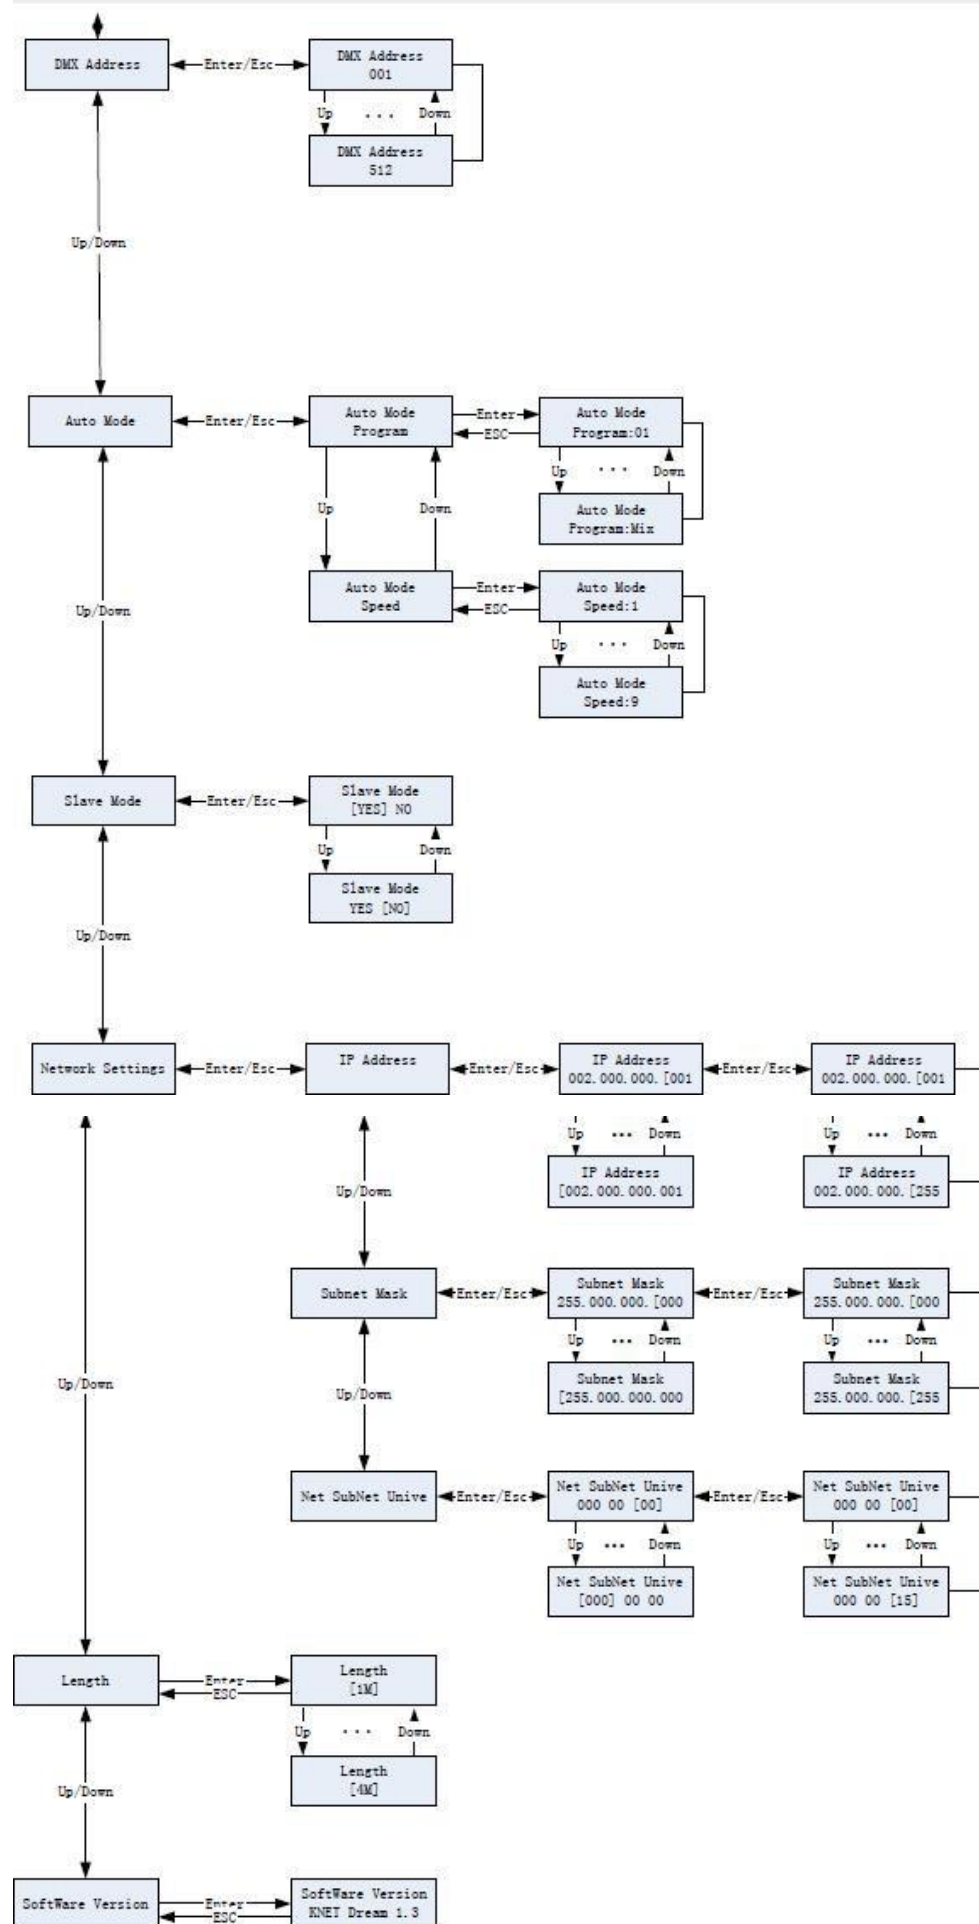 DMX Address
Enter/Esc
DMX Address
001
Up
...
Down
DMX Address
512
Up/Down
Auto Mode
Enter/Esc
Auto Mode
Program
Enter
ESC
Auto Mode
Program:01
Up
...
Down
Auto Mode
Program:Mix
Up
Down
Auto Mode
Speed
Enter
ESC
Auto Mode
Speed:1
Up
...
Down
Auto Mode
Speed:9
Up/Down
Slave Mode
Enter/Esc
Slave Mode
[YES] NO
Up
Down
Slave Mode
YES [NO]
Up/Down
Network Settings
Enter/Esc
IP Address
Enter/Esc
IP Address
002.000.000.[001
Enter/Esc
IP Address
002.000.000.[001
Up
...
Down
Up
...
Down
IP Address
[002.000.000.001
IP Address
002.000.000.[255
Up/Down
Subnet Mask
Enter/Esc
Subnet Mask
255.000.000.[000
Enter/Esc
Subnet Mask
255.000.000.[000
Up
...
Down
Up
...
Down
Subnet Mask
[255.000.000.000
Subnet Mask
255.000.000.[255
Up/Down
Up/Down
Net SubNet Unive
Enter/Esc
Net SubNet Unive
000 00 [00]
Enter/Esc
Net SubNet Unive
000 00 [00]
Up
...
Down
Up
...
Down
Net SubNet Unive
[000] 00 00
Net SubNet Unive
000 00 [15]
Length
Enter
ESC
Length
[1M]
Up
...
Down
Length
[4M]
Up/Down
SoftWare Version
Enter
ESC
SoftWare Version
KNET Dream 1.3